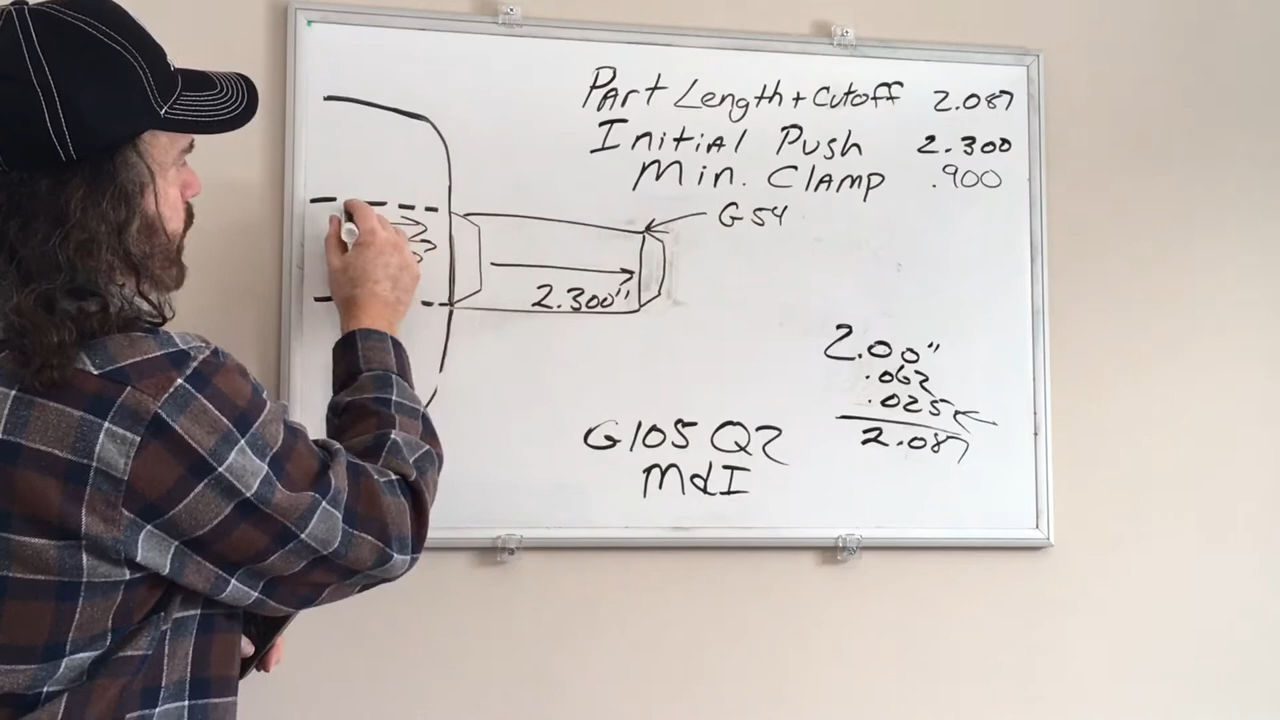 Part Length + Cutoff 2.087
Initial Push 2.300
Min. Clamp .900
G54
2.300"
2.00"
.062
.025
2.087
G105 Q2
MdI